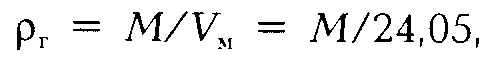 ρг = M/Vм = M/24,05,